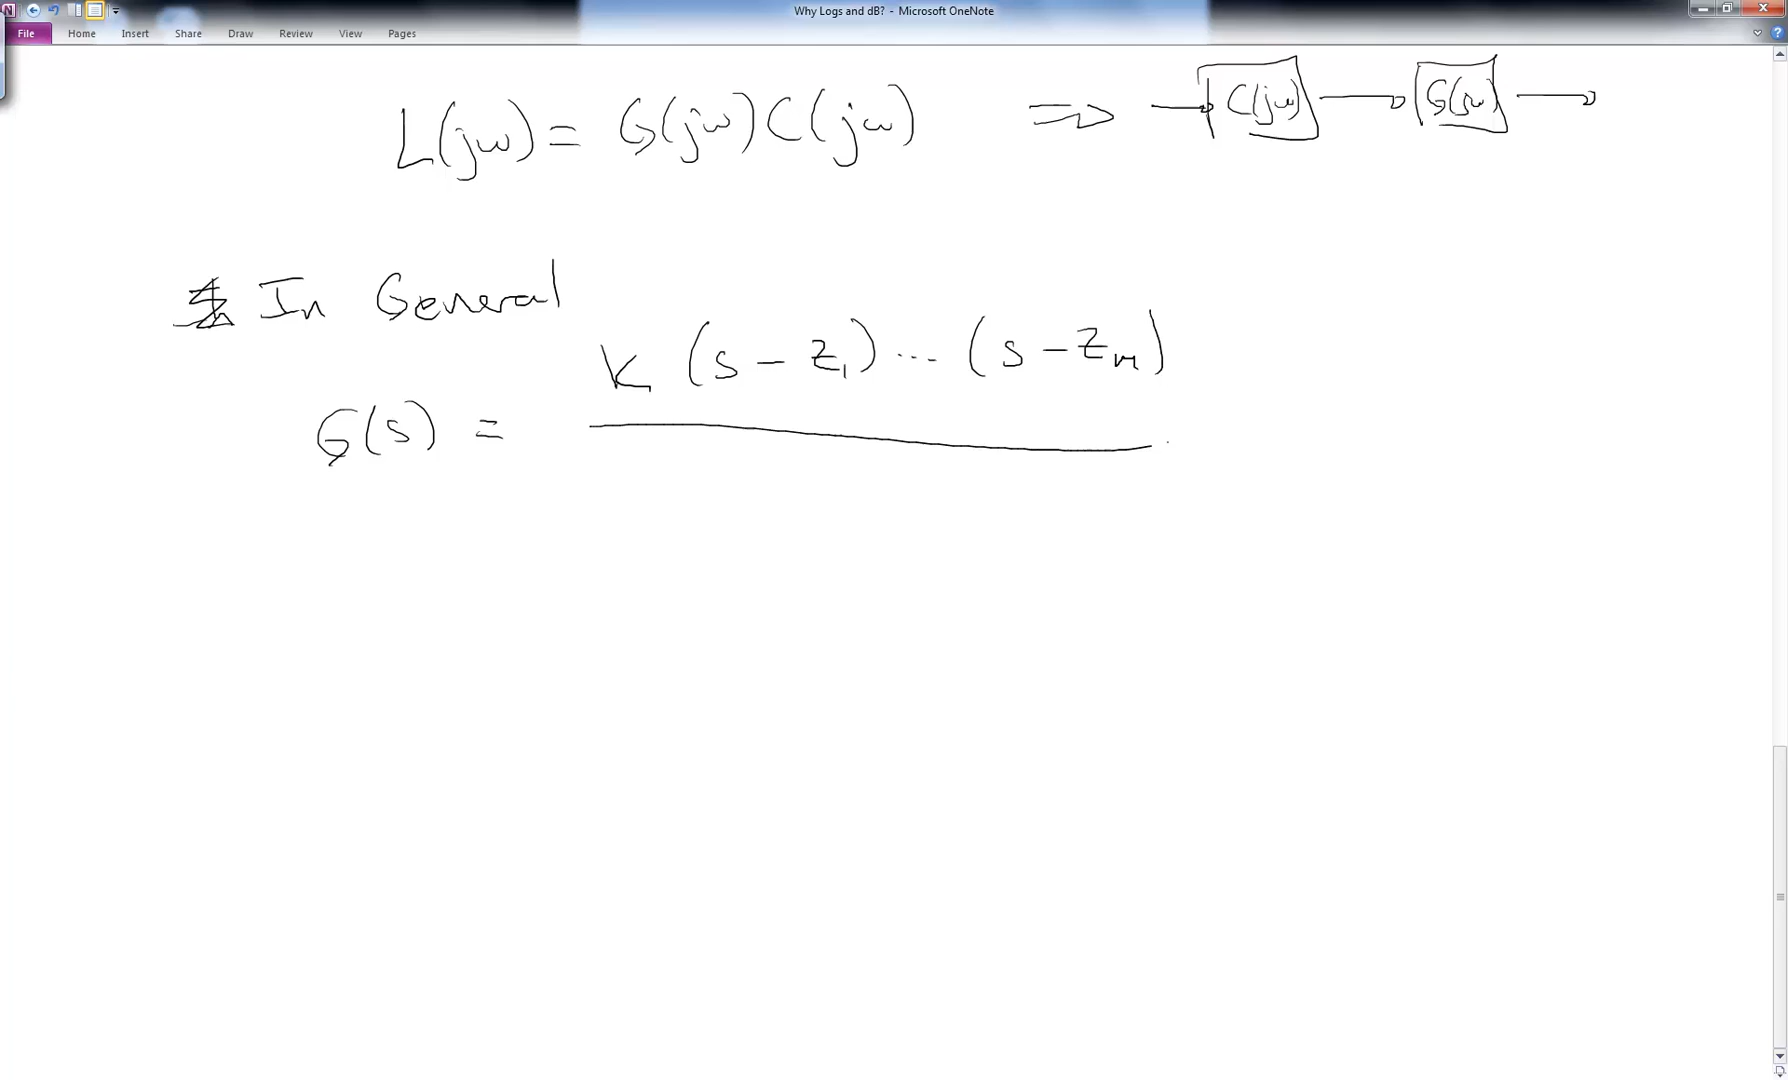 Why Logs and dB? - Microsoft OneNote
File Home Insert Share Draw Review View Pages
L(jω) = G(jω)C(jω) ⇒ → C(jω) → G(jω) →
In General
K (s - z₁) ... (s - zₘ)
G(s) =